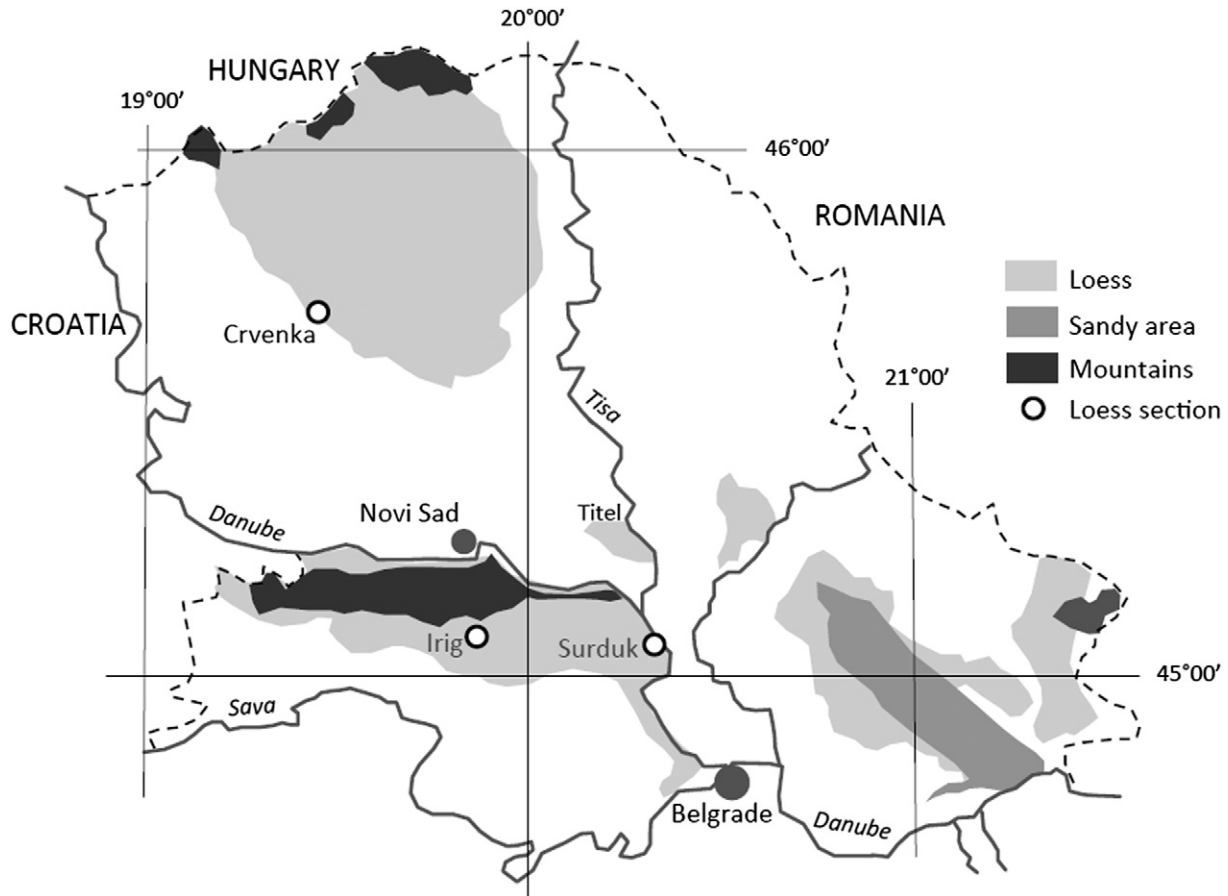 20°00'
HUNGARY
19°00'
46°00'
ROMANIA
Loess
Sandy area
Mountains
Loess section
CROATIA
Crvenka
21°00'
Tisa
Novi Sad
Titel
Danube
Irig
Surduk
45°00'
Sava
Belgrade
Danube